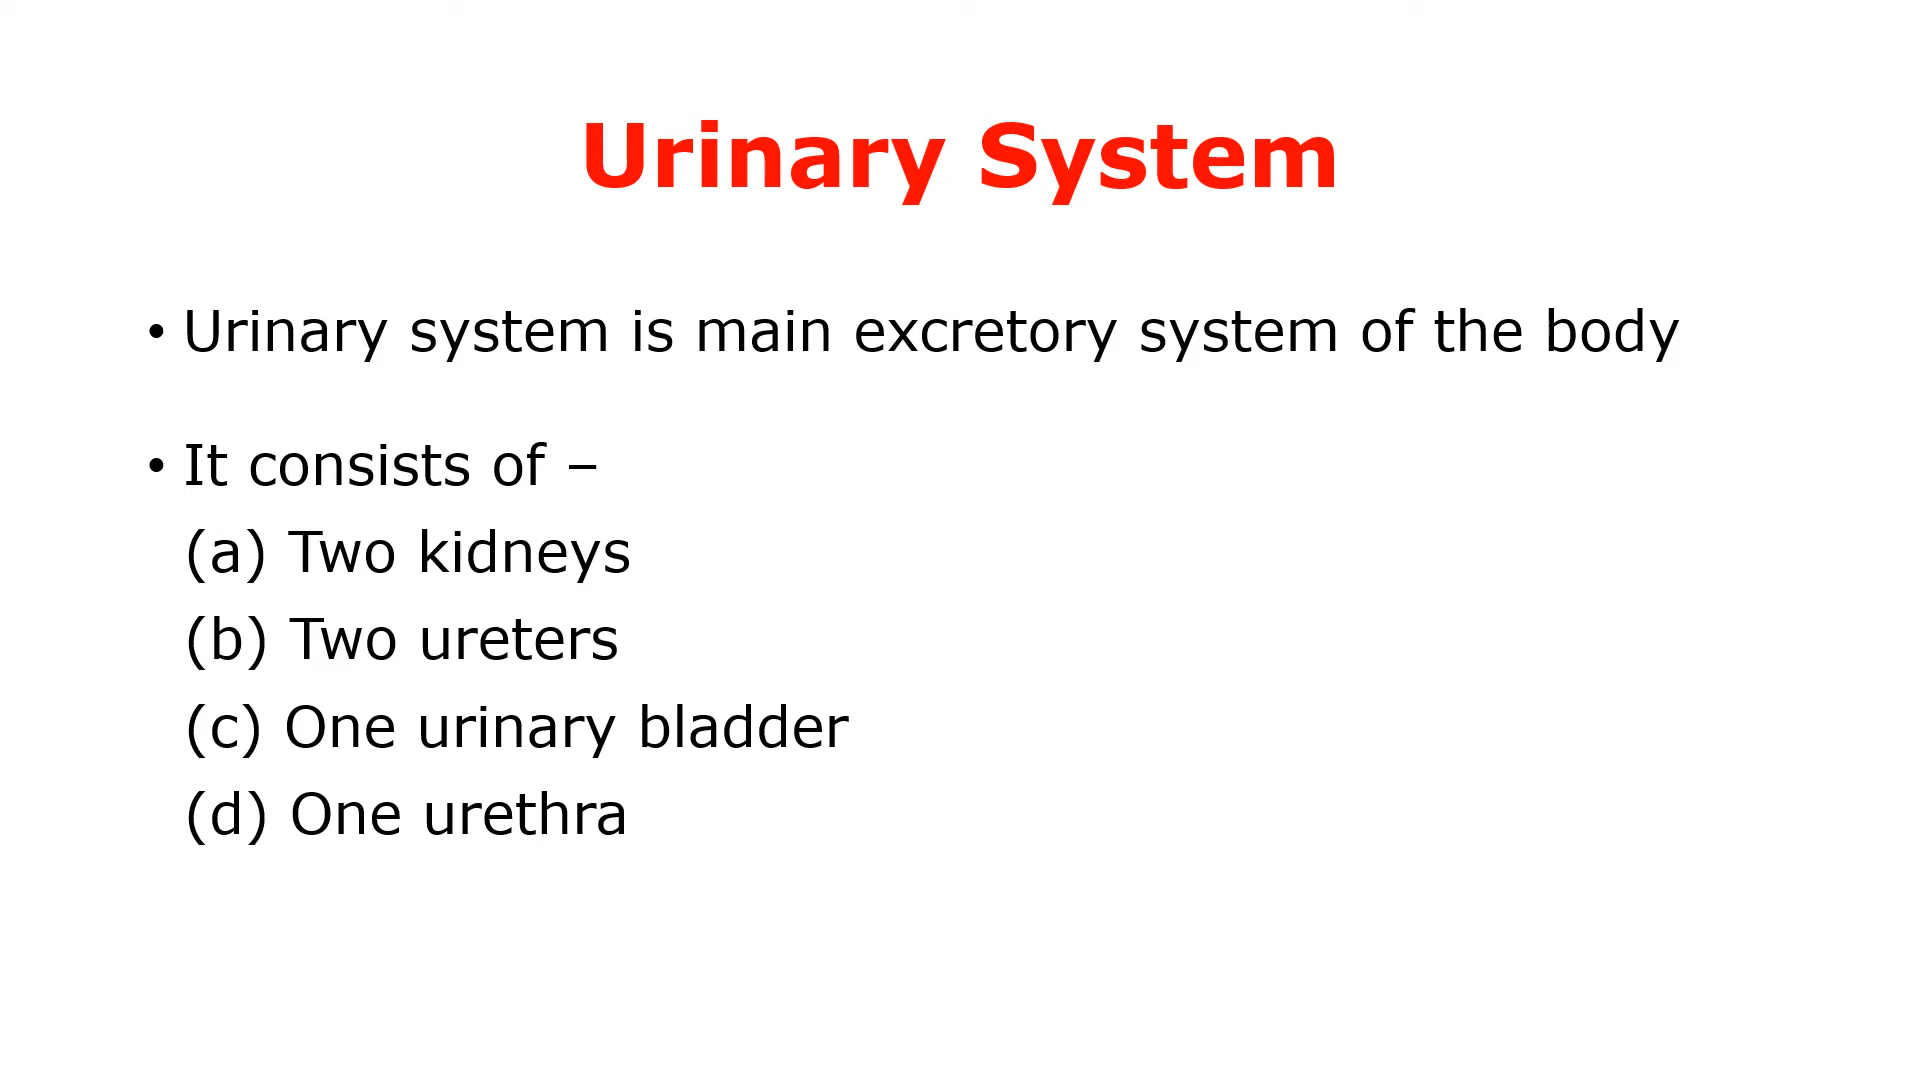 Urinary System
• Urinary system is main excretory system of the body
• It consists of –
(a) Two kidneys
(b) Two ureters
(c) One urinary bladder
(d) One urethra